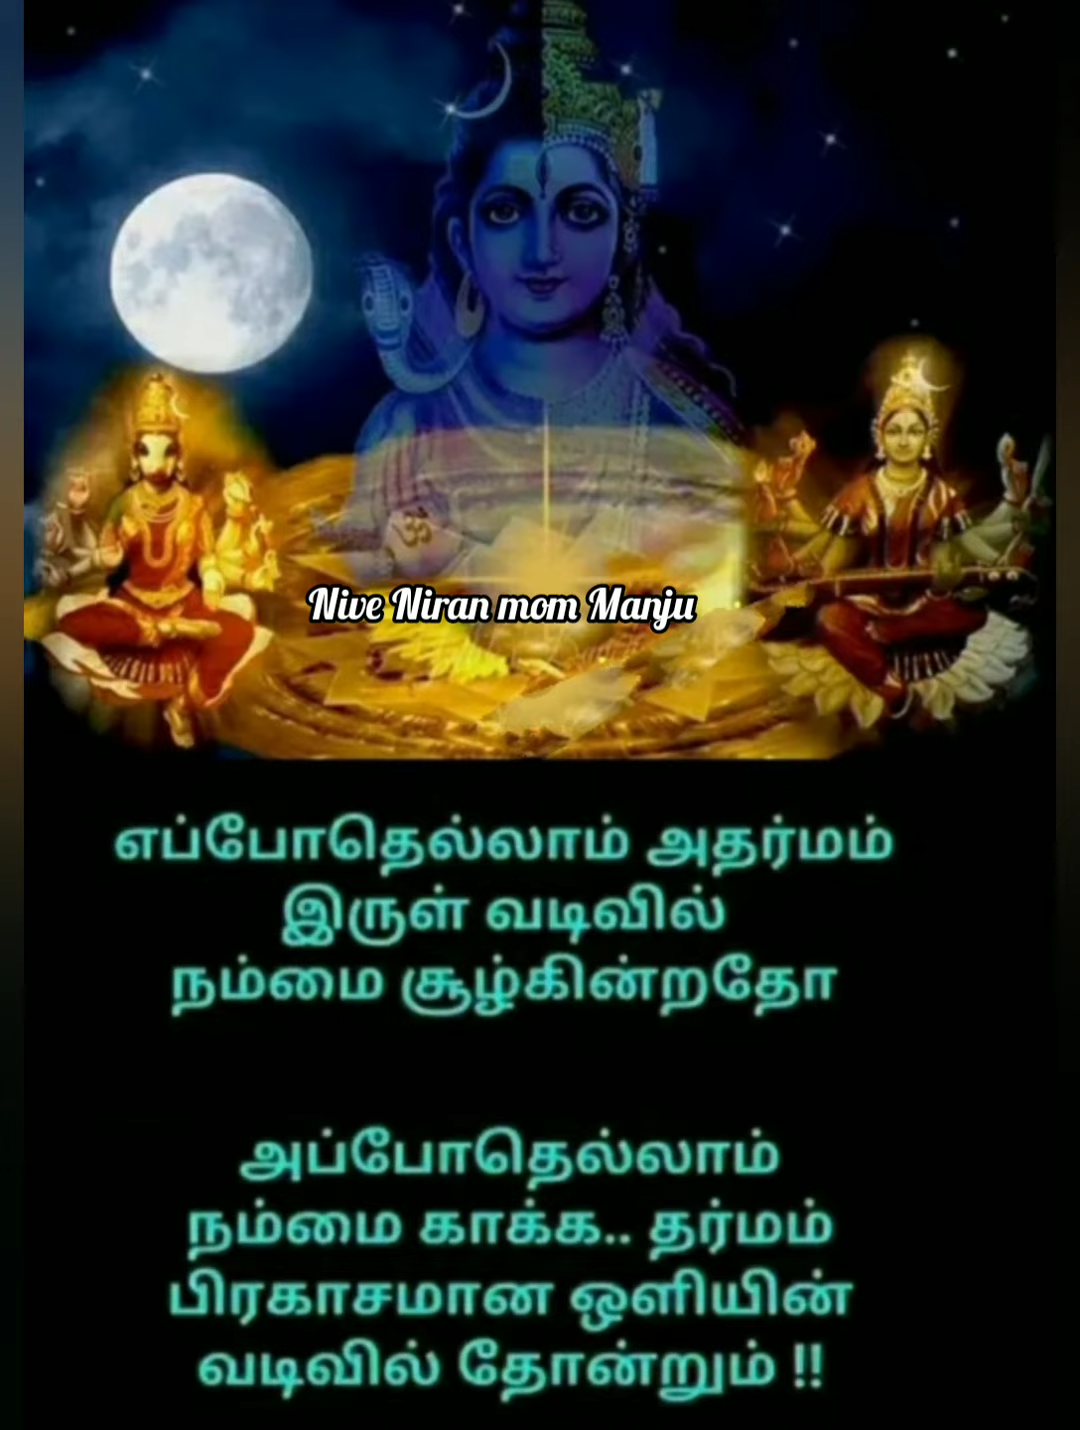 Nive Niran mom Manju
எப்போதெல்லாம் அதர்மம்
இருள் வடிவில்
நம்மை சூழ்கின்றதோ
அப்போதெல்லாம்
நம்மை காக்க.. தர்மம்
பிரகாசமான ஒளியின்
வடிவில் தோன்றும் !!